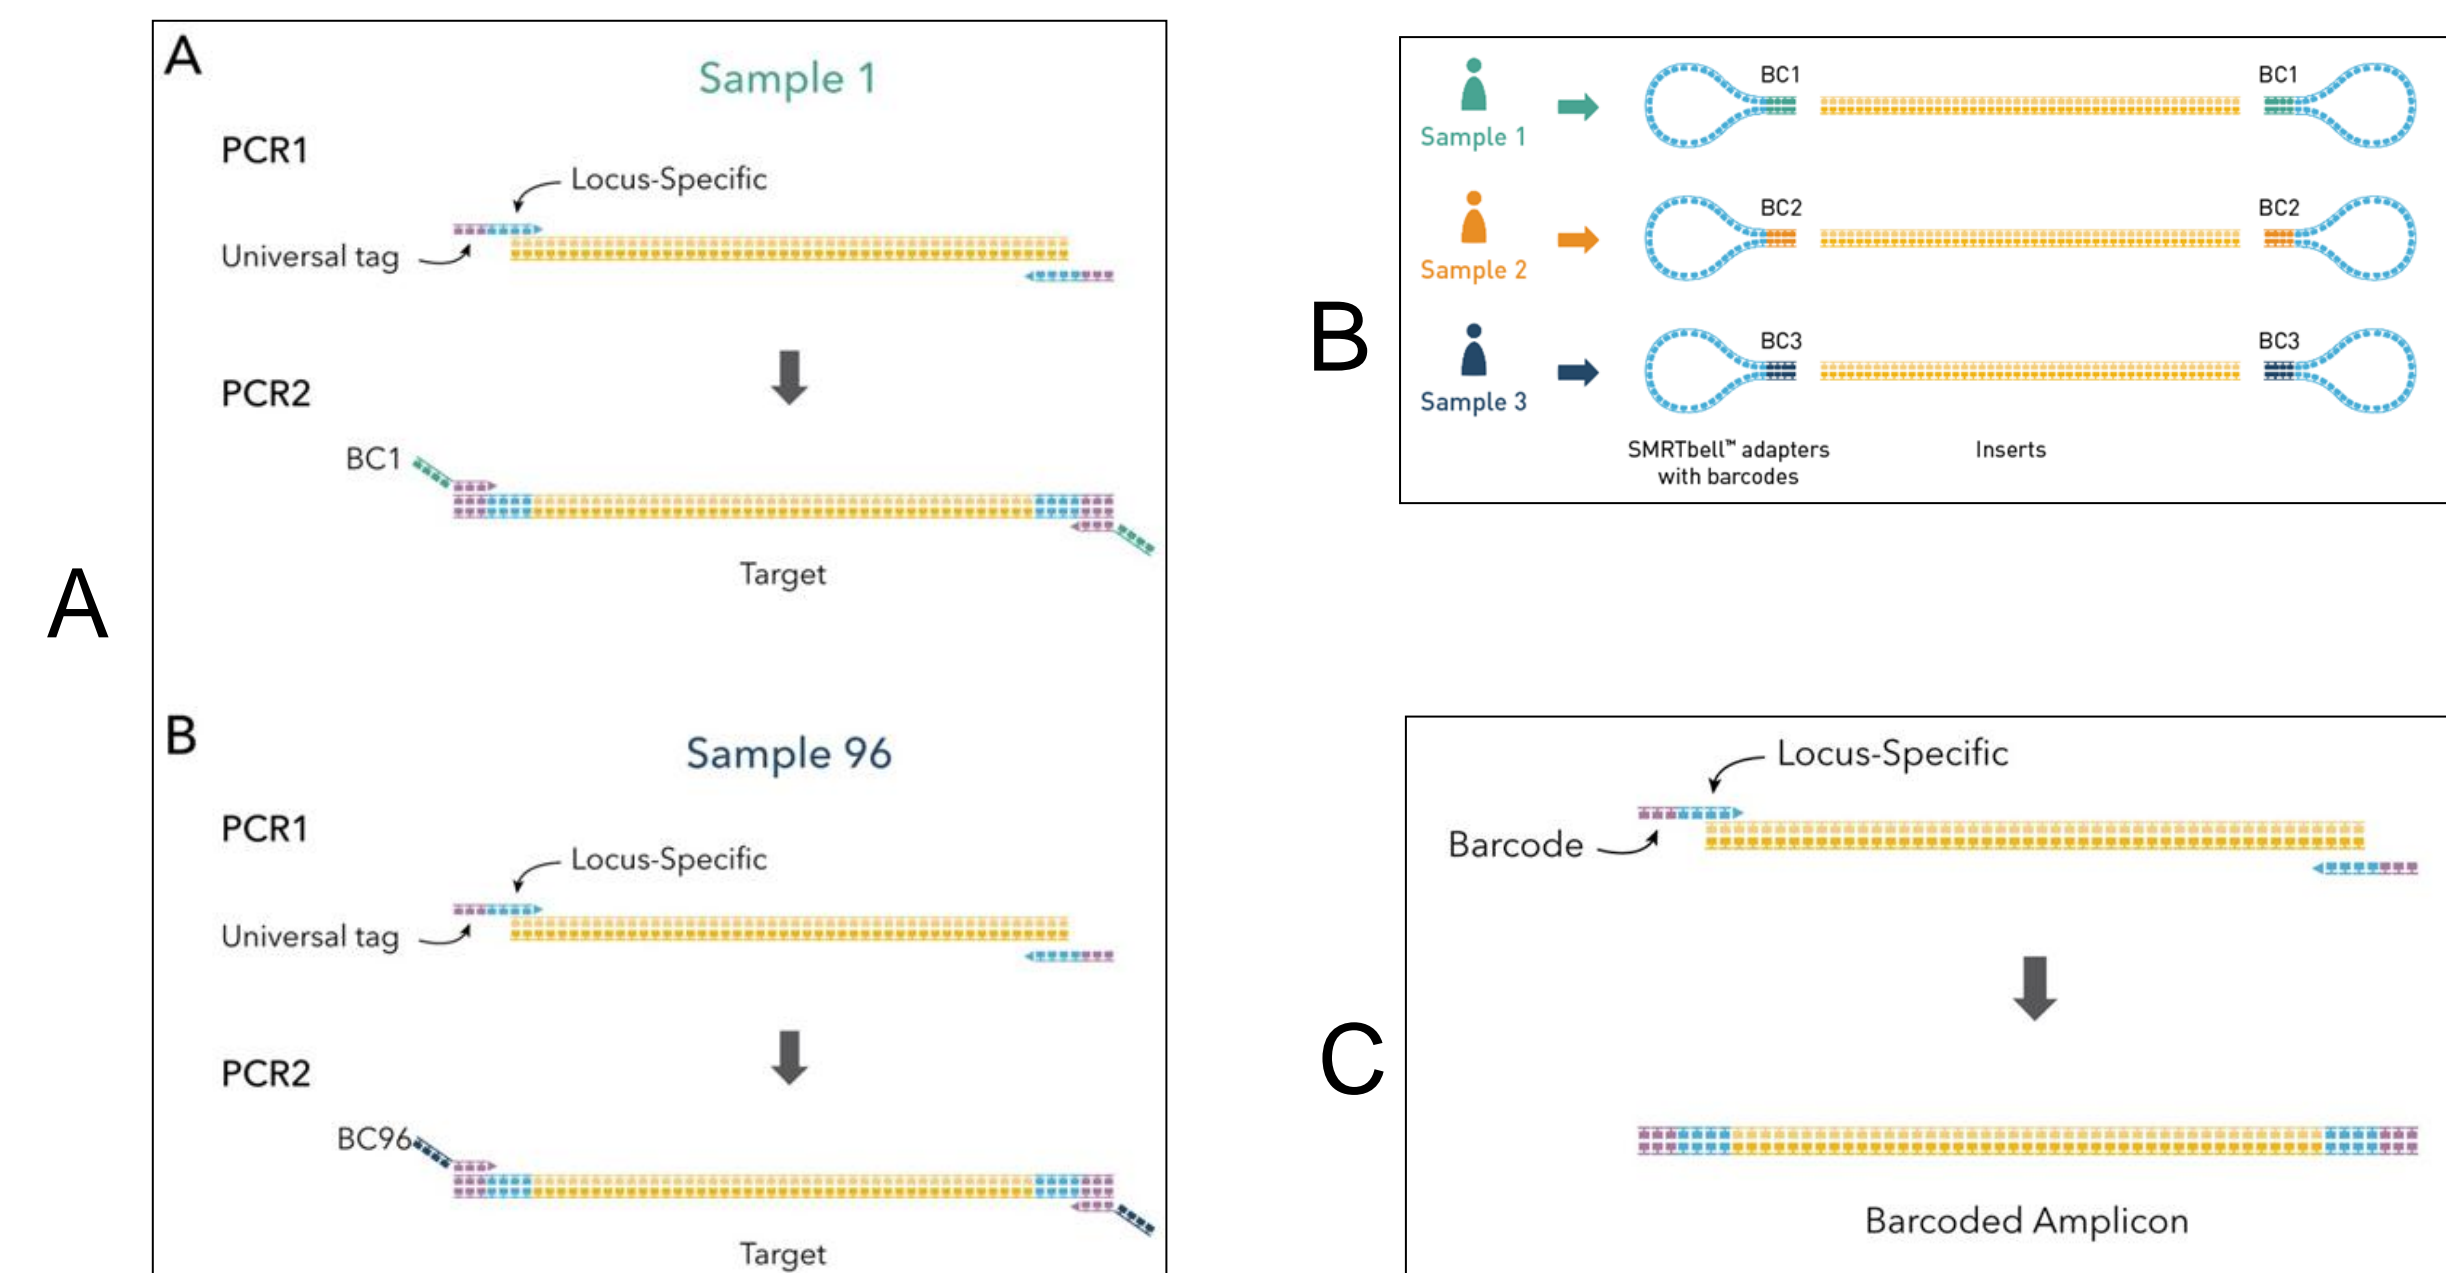 A
A
Sample 1
PCR1
Locus-Specific
Universal tag
PCR2
BC1
Target
B
Sample 96
PCR1
Locus-Specific
Universal tag
PCR2
BC96
Target
B
BC1
BC1
Sample 1
BC2
BC2
Sample 2
BC3
BC3
Sample 3
SMRTbell™ adapters
with barcodes
Inserts
C
Locus-Specific
Barcode
Barcoded Amplicon